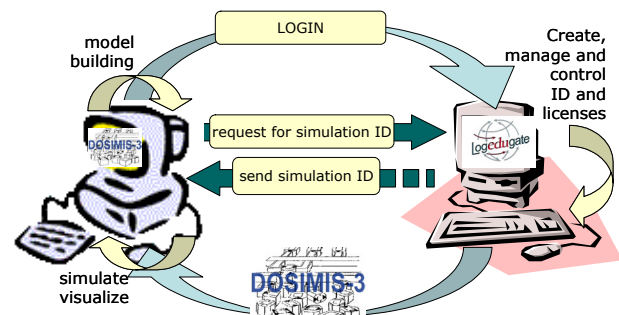 LOGIN
model
building
Create,
manage and
control
ID and
licenses
DOSIMIS-3
request for simulation ID
Logedugate
send simulation ID
simulate
visualize
DOSIMIS-3